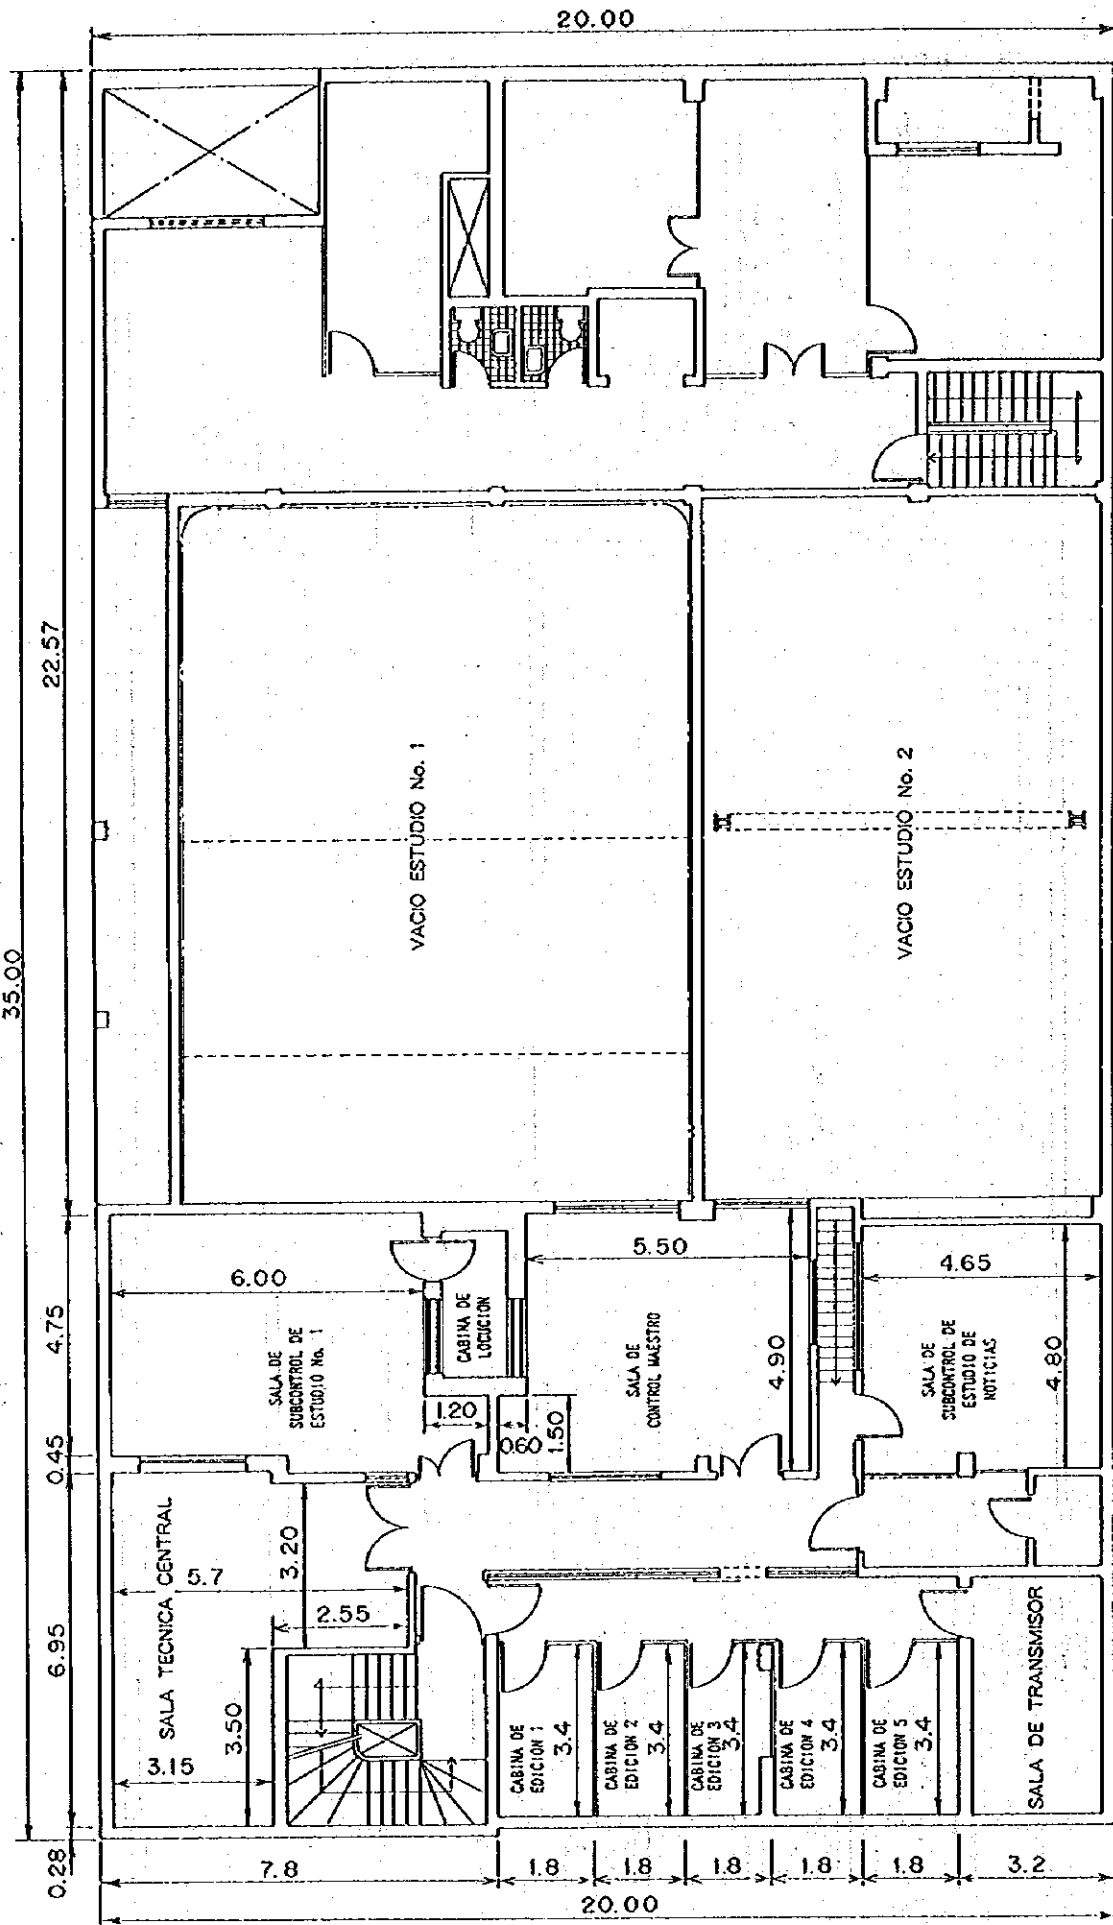 20.00
35.00
22.57
VACIO ESTUDIO No. 1
VACIO ESTUDIO No. 2
4.75
0.45
6.95
0.28
6.00
SALA DE
SUBCONTROL DE
ESTUDIO No. 1
CABINA DE
LOCUCION
1.20
0.60
1.50
5.50
SALA DE
CONTROL MAESTRO
4.90
4.65
SALA DE
SUBCONTROL DE
ESTUDIO DE
NOTICIAS
4.80
SALA TECNICA CENTRAL
5.7
3.20
2.55
3.50
3.15
CABINA DE
EDICION 1
3.4
CABINA DE
EDICION 2
3.4
CABINA DE
EDICION 3
3.4
CABINA DE
EDICION 4
3.4
CABINA DE
EDICION 5
3.4
SALA DE TRANSMISOR
7.8
1.8
1.8
1.8
1.8
1.8
3.2
20.00